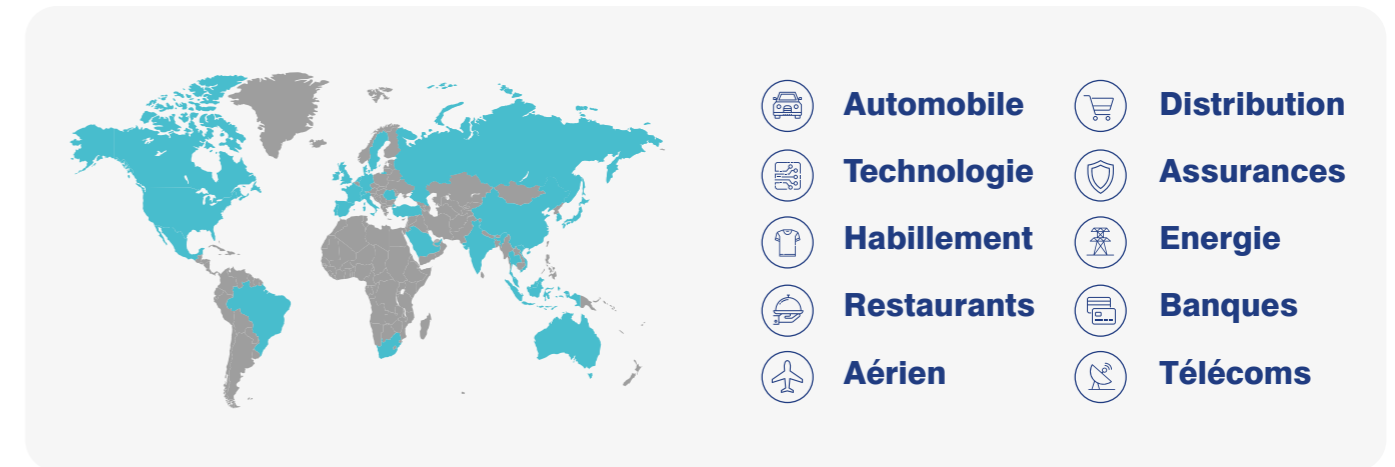 Automobile
Technologie
Habillement
Restaurants
Aérien
Distribution
Assurances
Energie
Banques
Télécoms